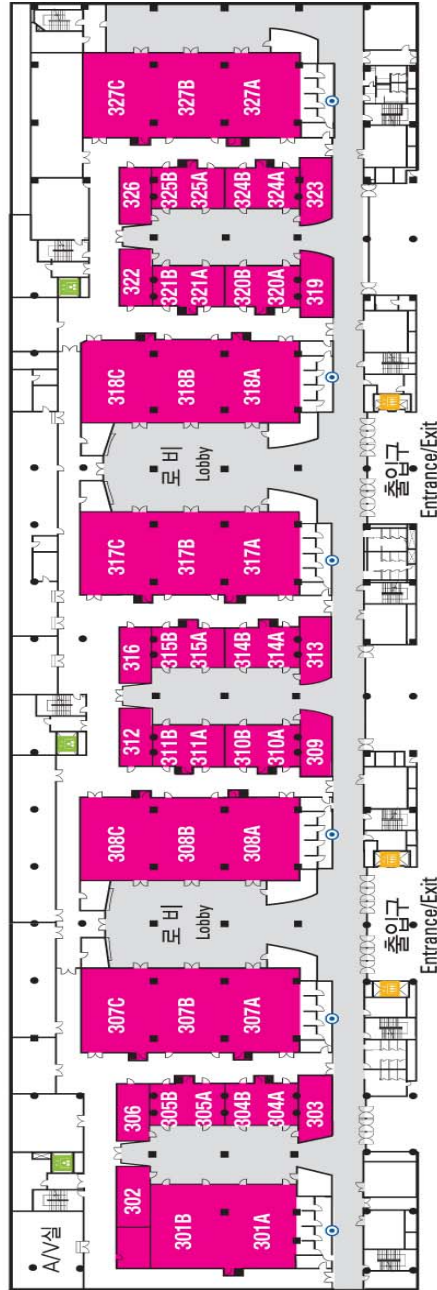 327C
327B
327A
326
325B
325A
324B
324A
323
322
321B
321A
320B
320A
319
318C
318B
318A
로비
Lobby
출입구
Entrance/Exit
317C
317B
317A
316
315B
315A
314B
314A
313
312
311B
311A
310B
310A
309
308C
308B
308A
로비
Lobby
출입구
Entrance/Exit
307C
307B
307A
306
305B
305A
304B
304A
303
302
301B
301A
A/V실